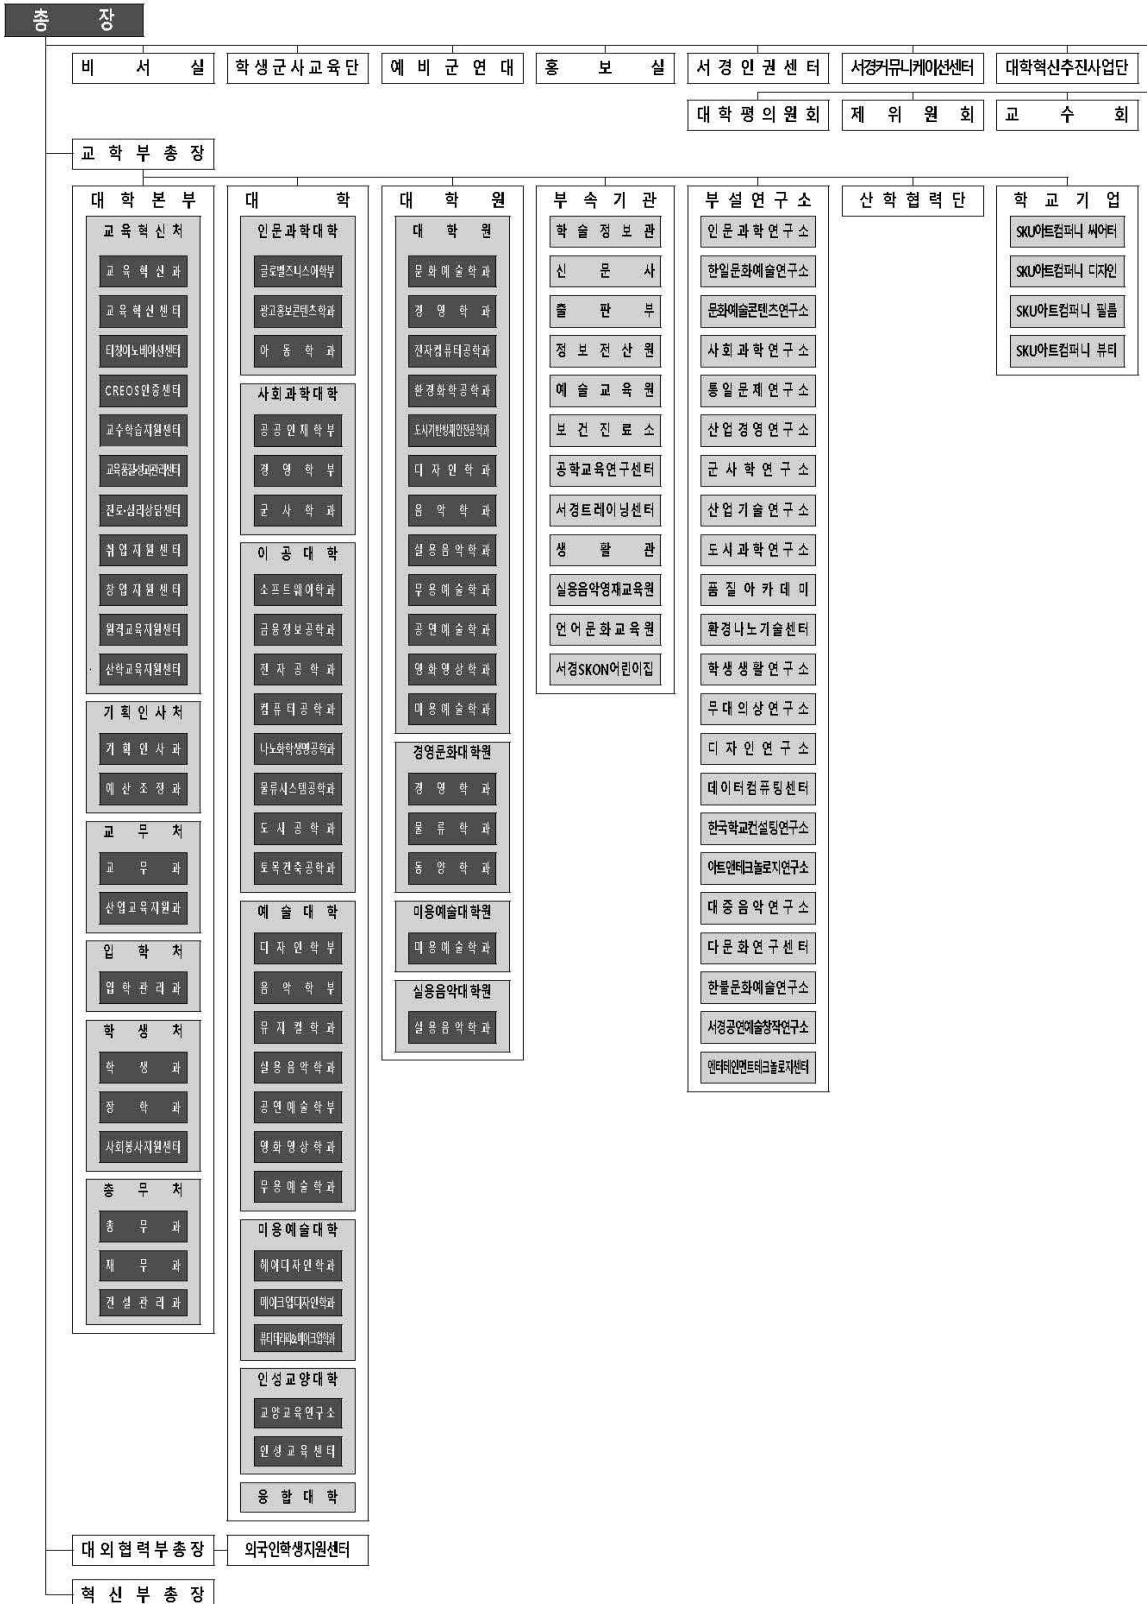 총 장
비 서 실
학생군사교육단
예비군연대
홍 보 실
서경인권센터
서경커뮤니케이션센터
대학혁신추진사업단
대학평의원회
제 위 원 회
교 수 회
교학부총장
대학본부
교육혁신처
교육혁신과
교육혁신센터
티칭이노베이션센터
CREOS인증센터
교수학습지원센터
교육품질·성과관리센터
진로·심리상담센터
취업지원센터
창업지원센터
원격교육지원센터
산학교육지원센터
기획인사처
기획인사과
예산조정과
교 무 처
교 무 과
산업교육지원과
입 학 처
입학관리과
학 생 처
학 생 과
장 학 과
사회봉사지원센터
총 무 처
총 무 과
재 무 과
건설관리과
대 학
인문과학대학
글로벌비즈니스어학부
광고홍보콘텐츠학과
아 동 학 과
사회과학대학
공공인재학부
경 영 학 부
군 사 학 과
이 공 대 학
소프트웨어학과
금융정보공학과
전자공학과
컴퓨터공학과
나노화학생명공학과
물류시스템공학과
도시공학과
토목건축공학과
예 술 대 학
디자인학부
음 악 학 부
뮤지컬학과
실용음악학과
공연예술학부
영화영상학과
무용예술학과
미용예술대학
헤어디자인학과
메이크업디자인학과
뷰티테라피&메이크업학과
인성교양대학
교양교육연구소
인성교육센터
융 합 대 학
대 학 원
대 학 원
문화예술학과
경 영 학 과
전자컴퓨터공학과
환경화학공학과
도시기반방재안전공학과
디자인학과
음 악 학 과
실용음악학과
무용예술학과
공연예술학과
영화영상학과
미용예술학과
경영문화대학원
경 영 학 과
물 류 학 과
동 양 학 과
미용예술대학원
미용예술학과
실용음악대학원
실용음악학과
부속기관
학술정보관
신 문 사
출 판 부
정보전산원
예술교육원
보건진료소
공학교육연구센터
서경트레이닝센터
생 활 관
실용음악영재교육원
언어문화교육원
서경SKON어린이집
부설연구소
인문과학연구소
한일문화예술연구소
문화예술콘텐츠연구소
사회과학연구소
통일문제연구소
산업경영연구소
군사학연구소
산업기술연구소
도시과학연구소
품질아카데미
환경나노기술센터
학생생활연구소
무대의상연구소
디자인연구소
데이터컴퓨팅센터
한국학교컨설팅연구소
아트앤테크놀로지연구소
대중음악연구소
다문화연구센터
한불문화예술연구소
서경공연예술창작연구소
엔터테인먼트테크놀로지센터
산학협력단
학교기업
SKU아트컴퍼니 씨어터
SKU아트컴퍼니 디자인
SKU아트컴퍼니 필름
SKU아트컴퍼니 뷰티
대외협력부총장
외국인학생지원센터
혁신부총장